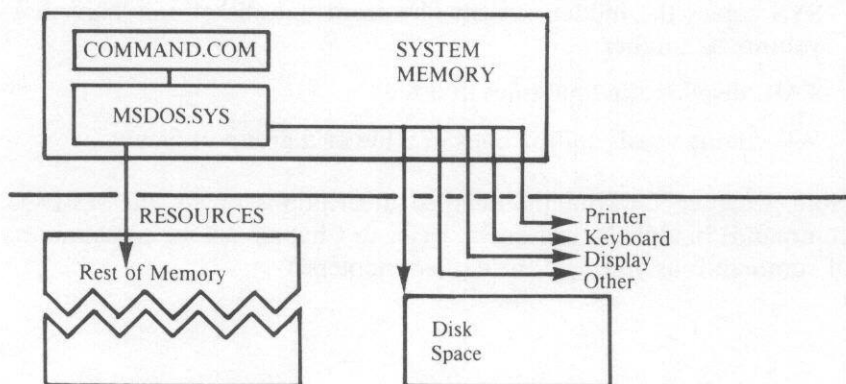 COMMAND.COM
SYSTEM
MEMORY
MSDOS.SYS
RESOURCES
Printer
Keyboard
Display
Other
Rest of Memory
Disk
Space